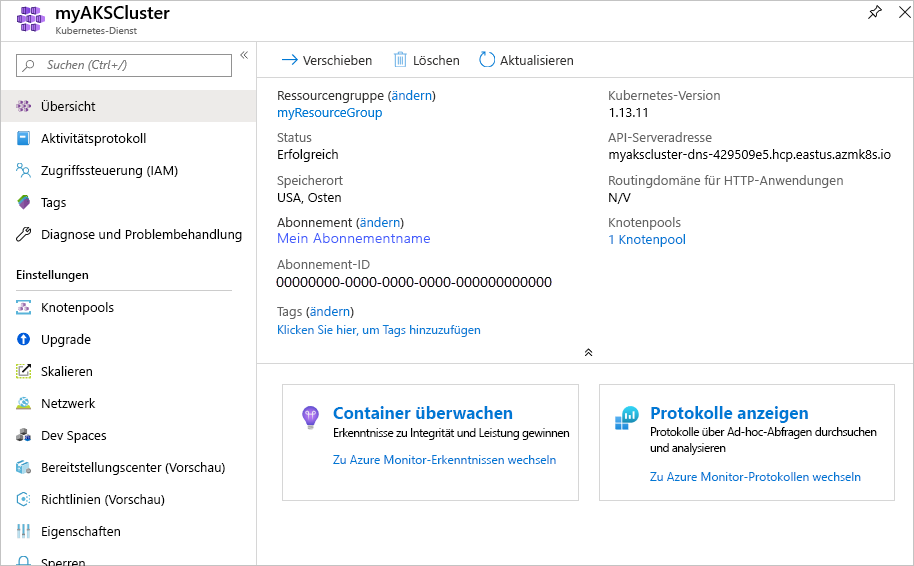 myAKSCluster
Kubernetes-Dienst
Suchen (Ctrl+/)
Übersicht
Aktivitätsprotokoll
Zugriffssteuerung (IAM)
Tags
Diagnose und Problembehandlung
Einstellungen
Knotenpools
Upgrade
Skalieren
Netzwerk
Dev Spaces
Bereitstellungscenter (Vorschau)
Richtlinien (Vorschau)
Eigenschaften
Sperren
Verschieben
Löschen
Aktualisieren
Ressourcengruppe (ändern)
myResourceGroup
Status
Erfolgreich
Speicherort
USA, Osten
Abonnement (ändern)
Mein Abonnementname
Abonnement-ID
00000000-0000-0000-0000-000000000000
Tags (ändern)
Klicken Sie hier, um Tags hinzuzufügen
Kubernetes-Version
1.13.11
API-Serveradresse
myakscluster-dns-429509e5.hcp.eastus.azmk8s.io
Routingdomäne für HTTP-Anwendungen
N/V
Knotenpools
1 Knotenpool
Container überwachen
Erkenntnisse zu Integrität und Leistung gewinnen
Zu Azure Monitor-Erkenntnissen wechseln
Protokolle anzeigen
Protokolle über Ad-hoc-Abfragen durchsuchen
und analysieren
Zu Azure Monitor-Protokollen wechseln